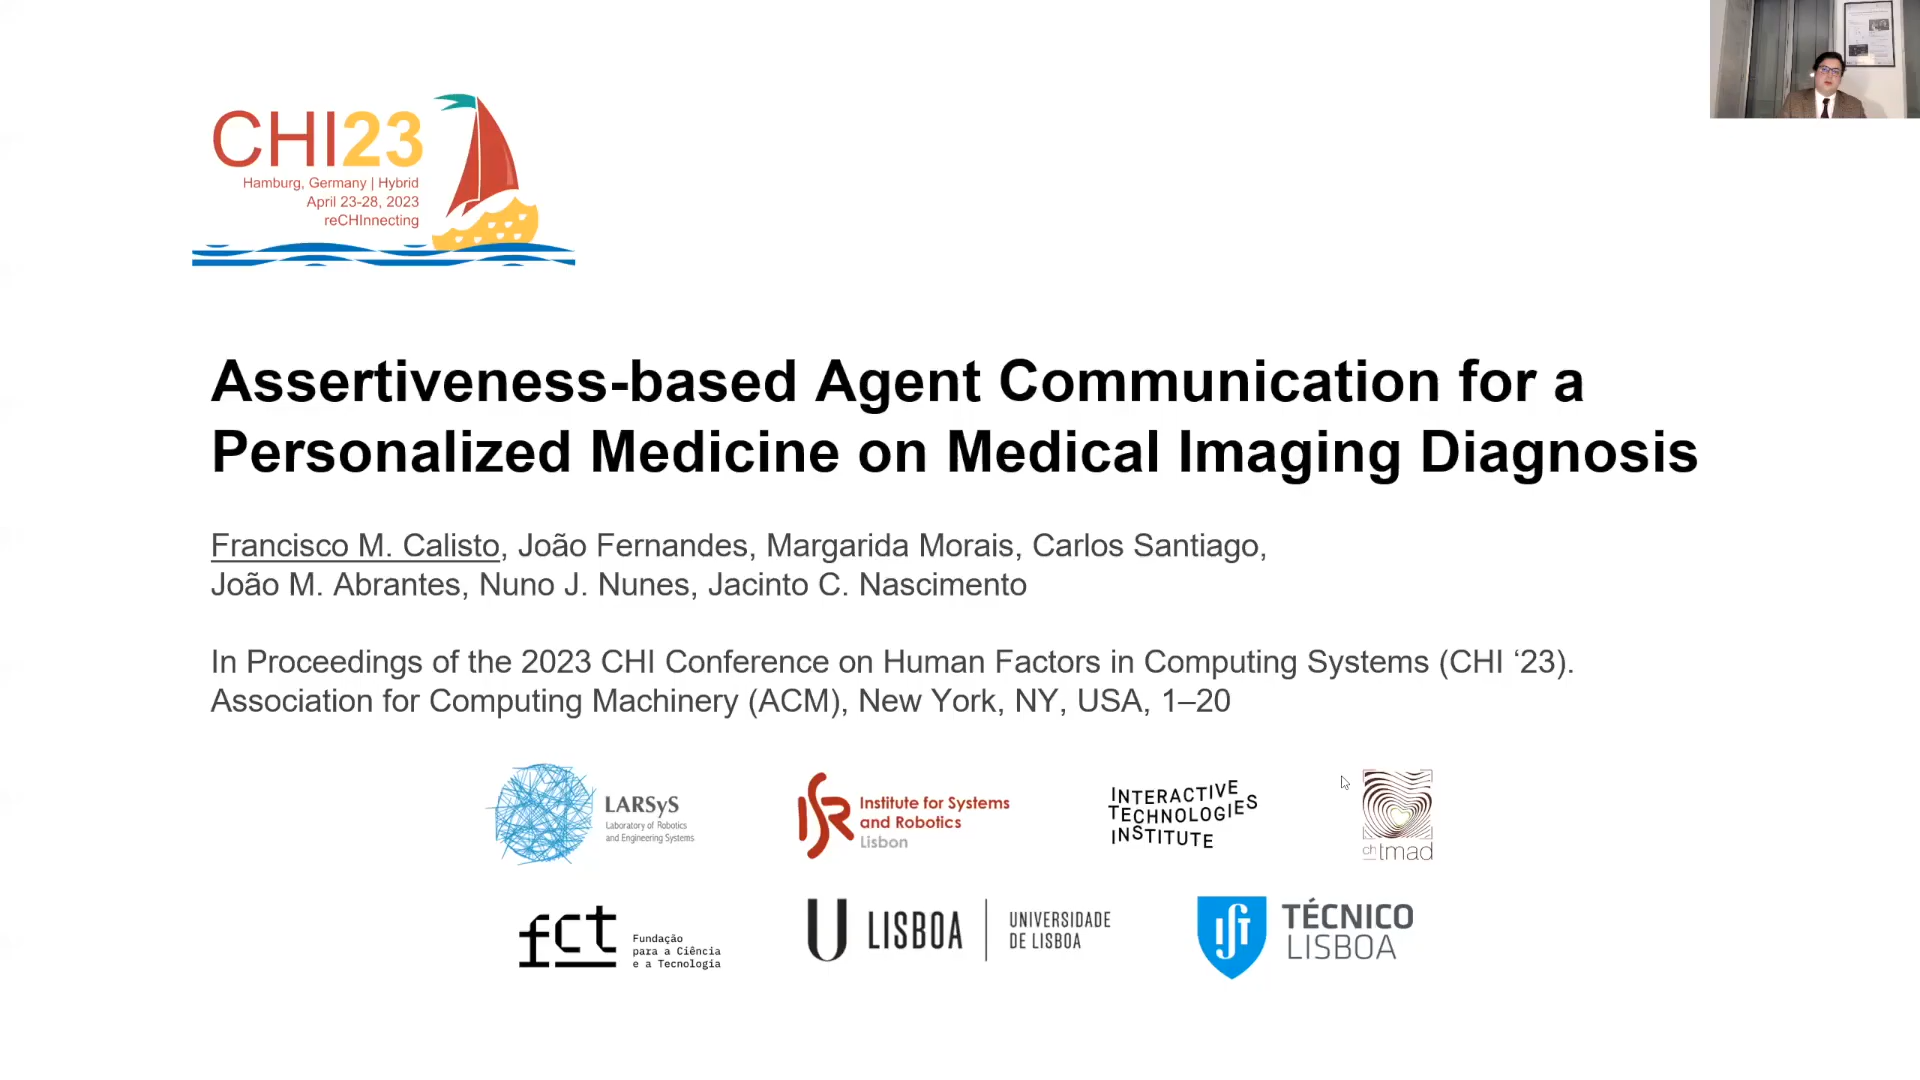 CHI23
Hamburg, Germany | Hybrid
April 23-28, 2023
reCHInnecting
Assertiveness-based Agent Communication for a
Personalized Medicine on Medical Imaging Diagnosis
Francisco M. Calisto, João Fernandes, Margarida Morais, Carlos Santiago,
João M. Abrantes, Nuno J. Nunes, Jacinto C. Nascimento
In Proceedings of the 2023 CHI Conference on Human Factors in Computing Systems (CHI ‘23).
Association for Computing Machinery (ACM), New York, NY, USA, 1–20
LARSyS
Laboratory of Robotics
and Engineering Systems
ISR
Institute for Systems
and Robotics
Lisbon
INTERACTIVE
TECHNOLOGIES
INSTITUTE
chtmad
fct
Fundação
para a Ciência
e a Tecnologia
U LISBOA
UNIVERSIDADE
DE LISBOA
IST
TÉCNICO
LISBOA